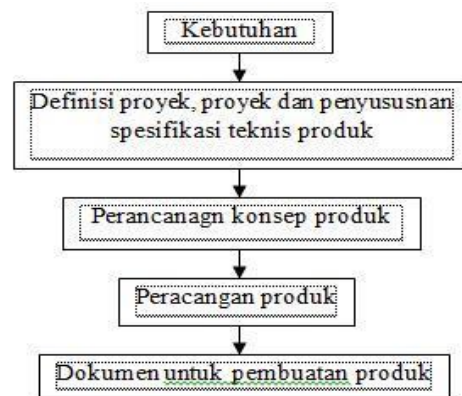 Kebutuhan
Definisi proyek, proyek dan penyususnan
spesifikasi teknis produk
Perancanagn konsep produk
Peracangan produk
Dokumen untuk pembuatan produk